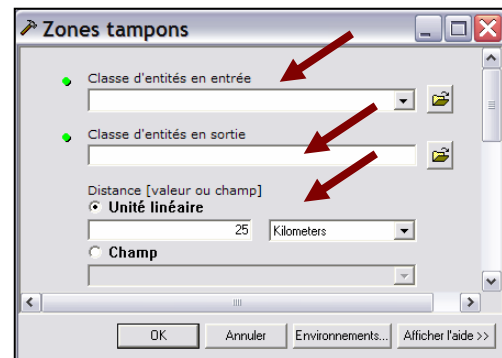 Zones tampons
Classe d'entités en entrée
Classe d'entités en sortie
Distance [valeur ou champ]
Unité linéaire
25 Kilometers
Champ
OK Annuler Environnements... Afficher l'aide >>